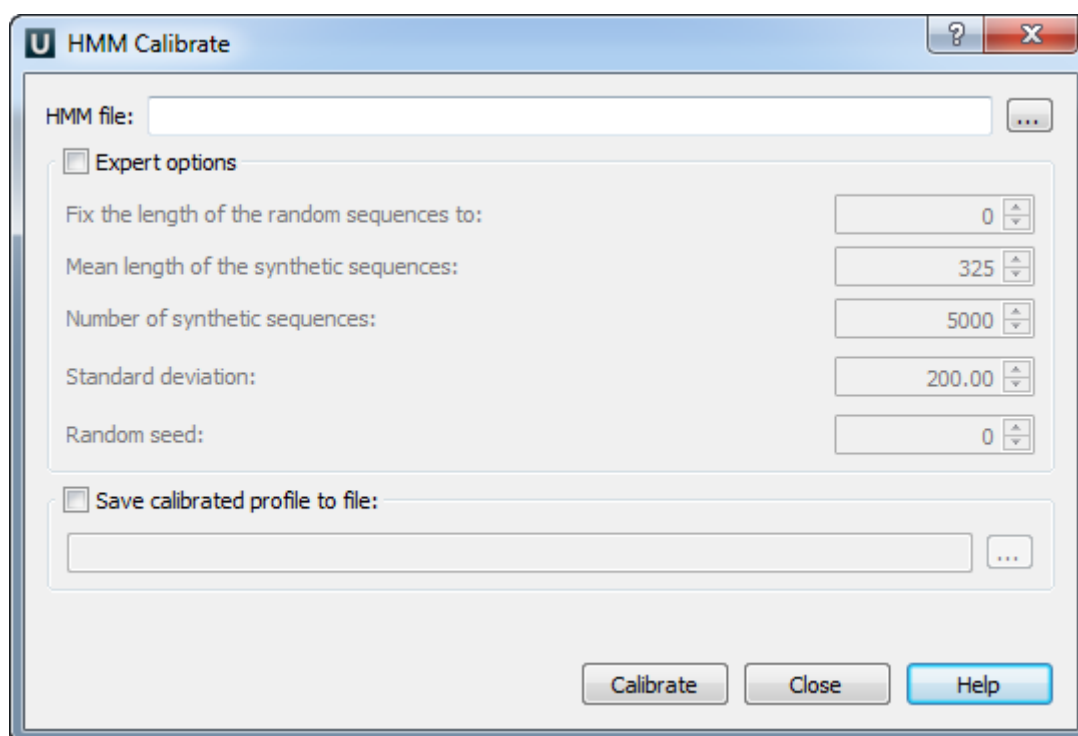 U HMM Calibrate ? X
HMM file: ...
Expert options
Fix the length of the random sequences to: 0
Mean length of the synthetic sequences: 325
Number of synthetic sequences: 5000
Standard deviation: 200.00
Random seed: 0
Save calibrated profile to file:
...
Calibrate Close Help